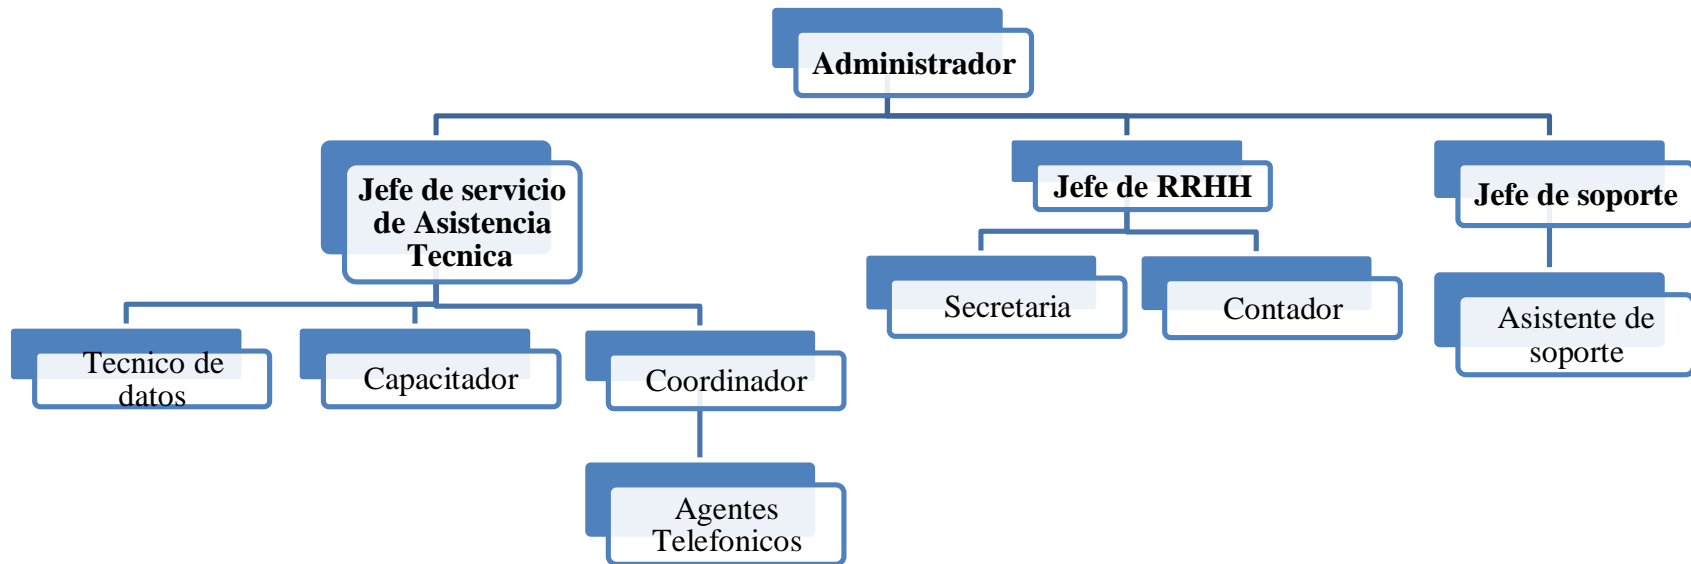 Administrador
Jefe de servicio
de Asistencia
Tecnica
Jefe de RRHH
Jefe de soporte
Secretaria
Contador
Asistente de
soporte
Tecnico de
datos
Capacitador
Coordinador
Agentes
Telefonicos